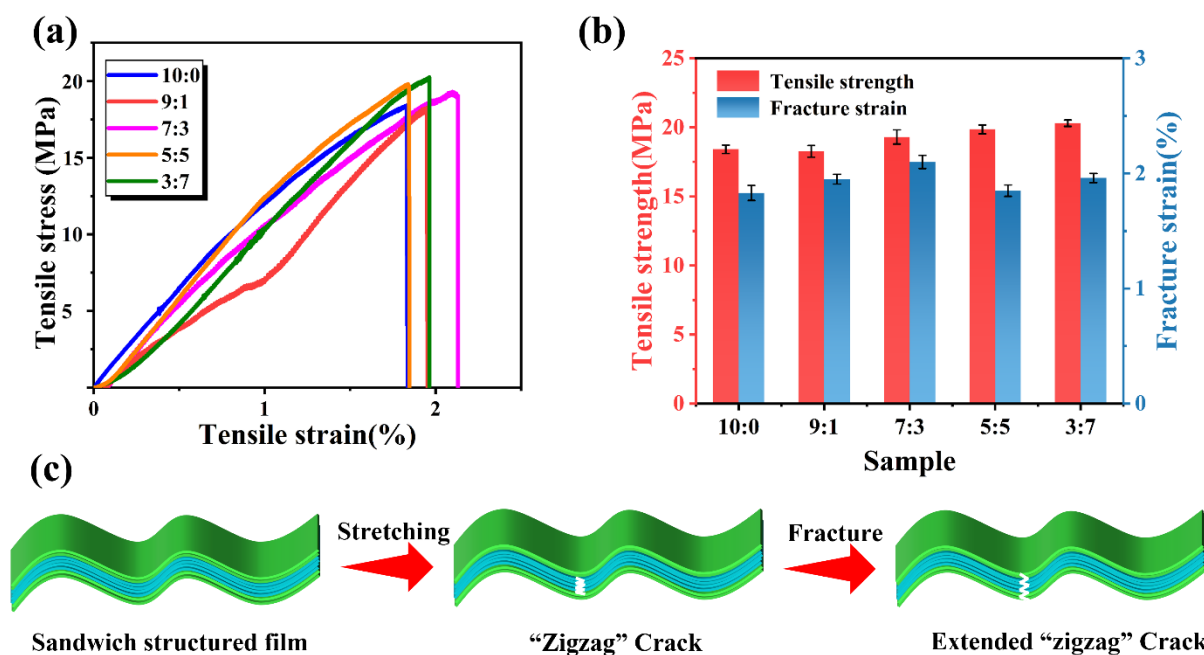 (a)
Tensile stress (MPa)
20
15
10
5
0
10:0
9:1
7:3
5:5
3:7
0
1
2
Tensile strain(%)
(b)
Tensile strength(MPa)
25
20
15
10
5
0
Tensile strength
Fracture strain
3
2
1
0
Fracture strain(%)
10:0
9:1
7:3
5:5
3:7
Sample
(c)
Stretching
Fracture
Sandwich structured film
“Zigzag” Crack
Extended “zigzag” Crack